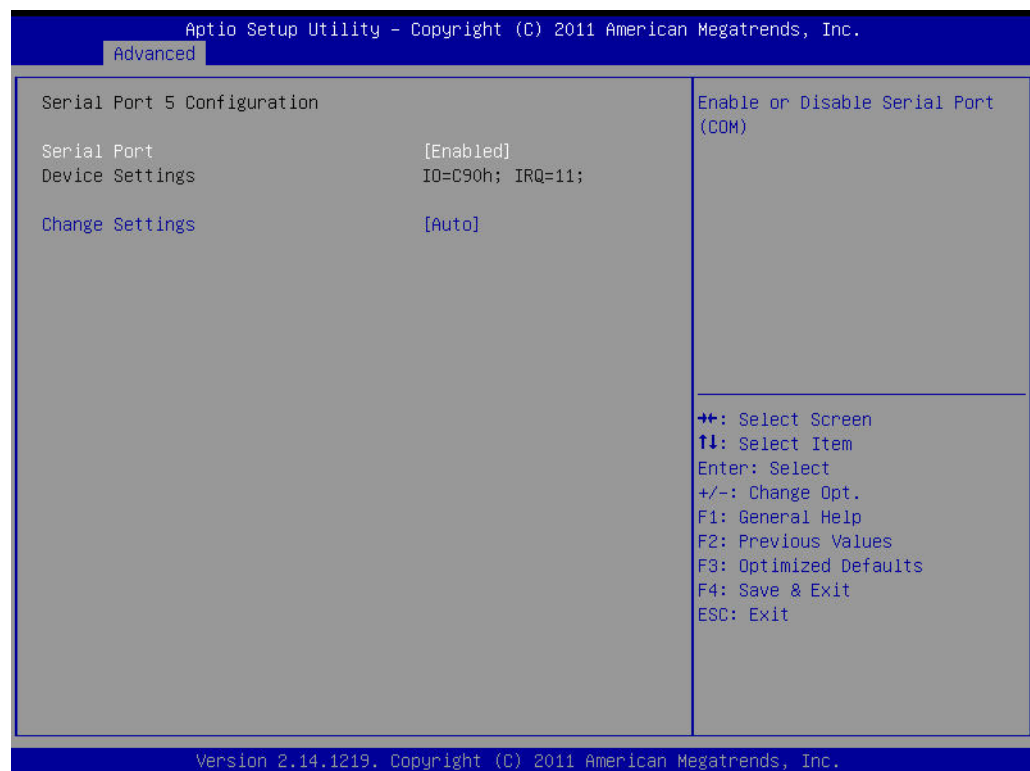 Aptio Setup Utility – Copyright (C) 2011 American Megatrends, Inc.
Advanced
Serial Port 5 Configuration
Serial Port [Enabled]
Device Settings IO=C90h; IRQ=11;
Change Settings [Auto]
Enable or Disable Serial Port
(COM)
→←: Select Screen
↑↓: Select Item
Enter: Select
+/-: Change Opt.
F1: General Help
F2: Previous Values
F3: Optimized Defaults
F4: Save & Exit
ESC: Exit
Version 2.14.1219. Copyright (C) 2011 American Megatrends, Inc.